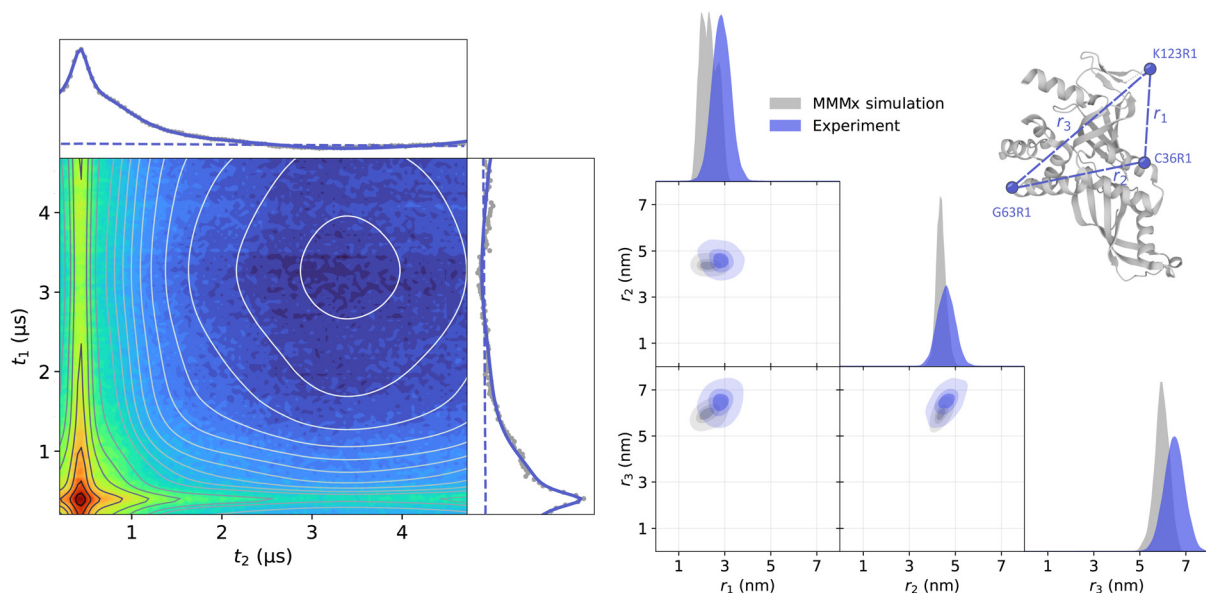 4
3
2
1
t₁ (μs)
1
2
3
4
t₂ (μs)
MMMx simulation
Experiment
K123R1
r₁
r₃
C36R1
r₂
G63R1
7
5
3
1
r₂ (nm)
7
5
3
1
r₃ (nm)
1
3
5
7
r₁ (nm)
1
3
5
7
r₂ (nm)
1
3
5
7
r₃ (nm)